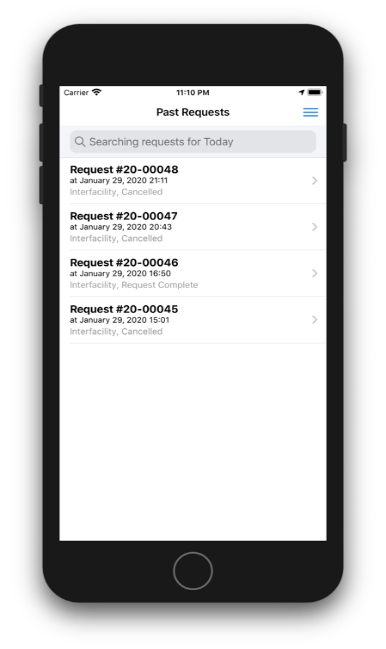 Carrier 11:10 PM
Past Requests
Searching requests for Today
Request #20-00048
at January 29, 2020 21:11
Interfacility, Cancelled
Request #20-00047
at January 29, 2020 20:43
Interfacility, Cancelled
Request #20-00046
at January 29, 2020 16:50
Interfacility, Request Complete
Request #20-00045
at January 29, 2020 15:01
Interfacility, Cancelled